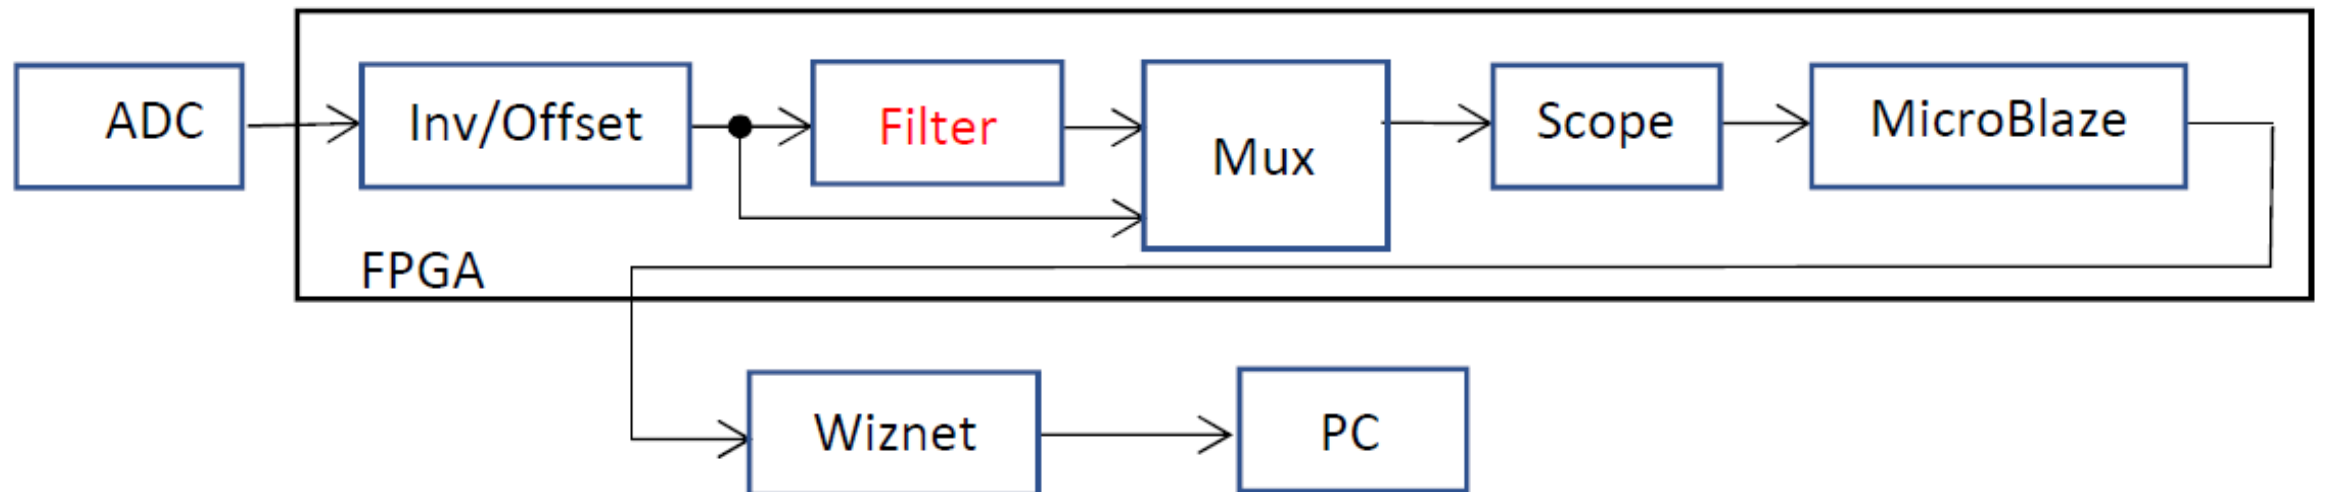 ADC
Inv/Offset
Filter
Mux
Scope
MicroBlaze
FPGA
Wiznet
PC